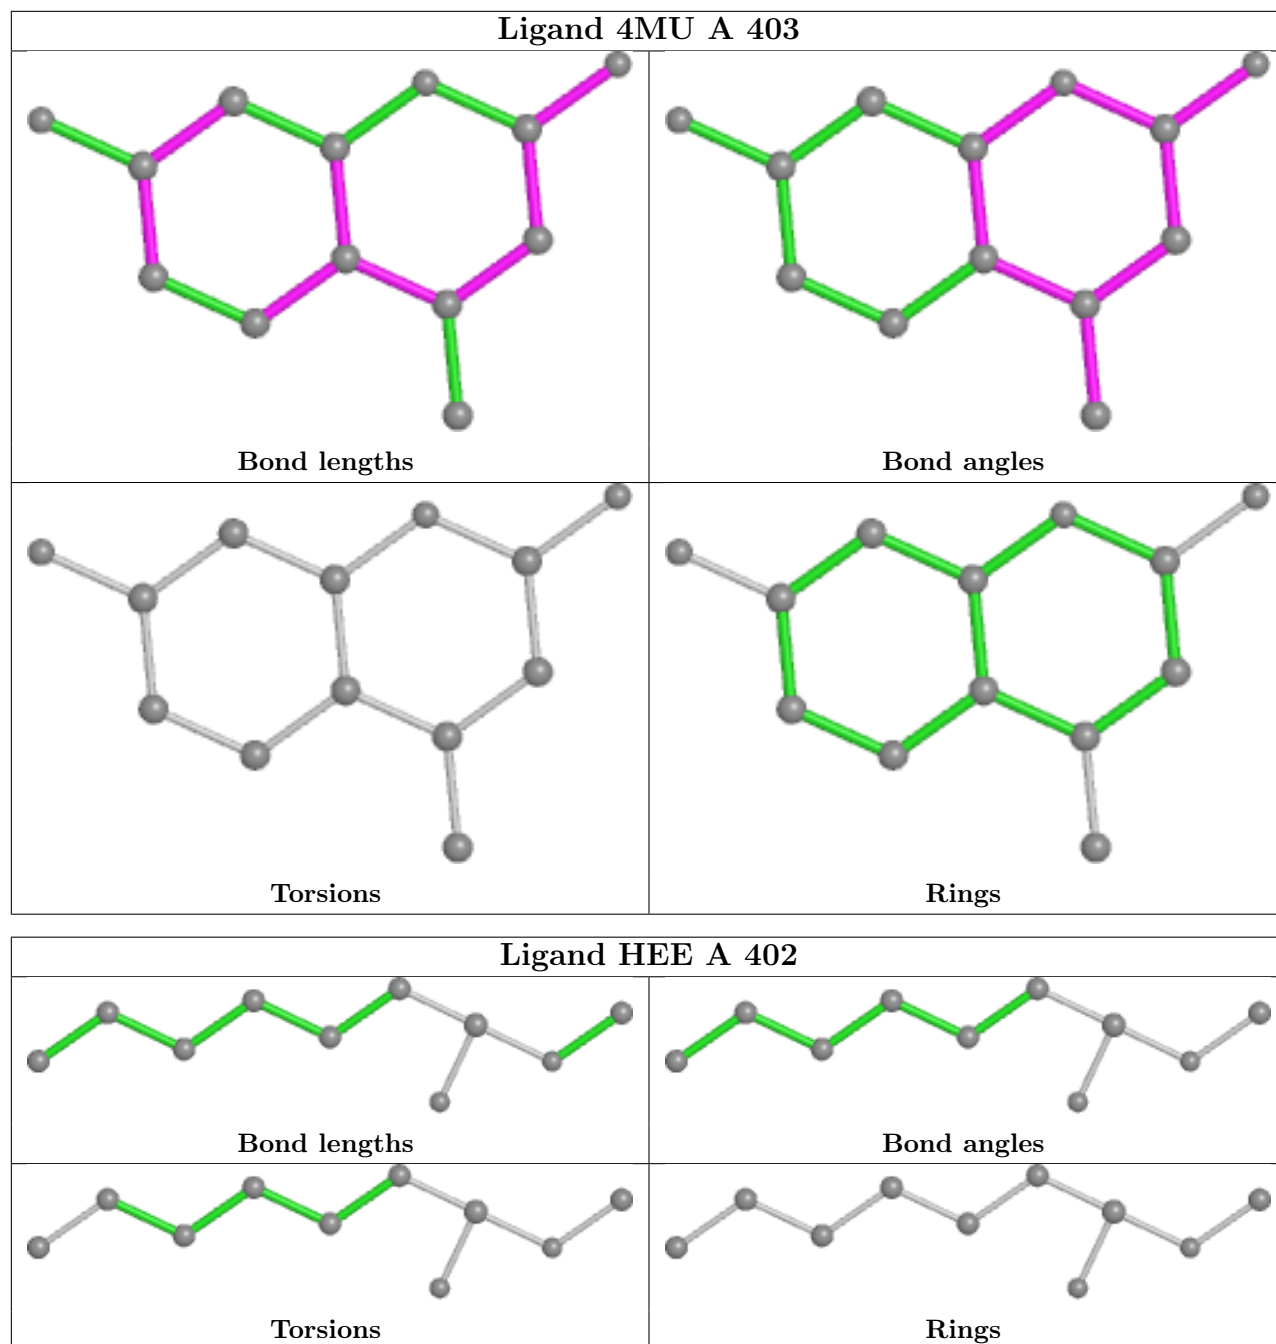 Ligand 4MU A 403
Bond lengths
Bond angles
Torsions
Rings
Ligand HEE A 402
Bond lengths
Bond angles
Torsions
Rings